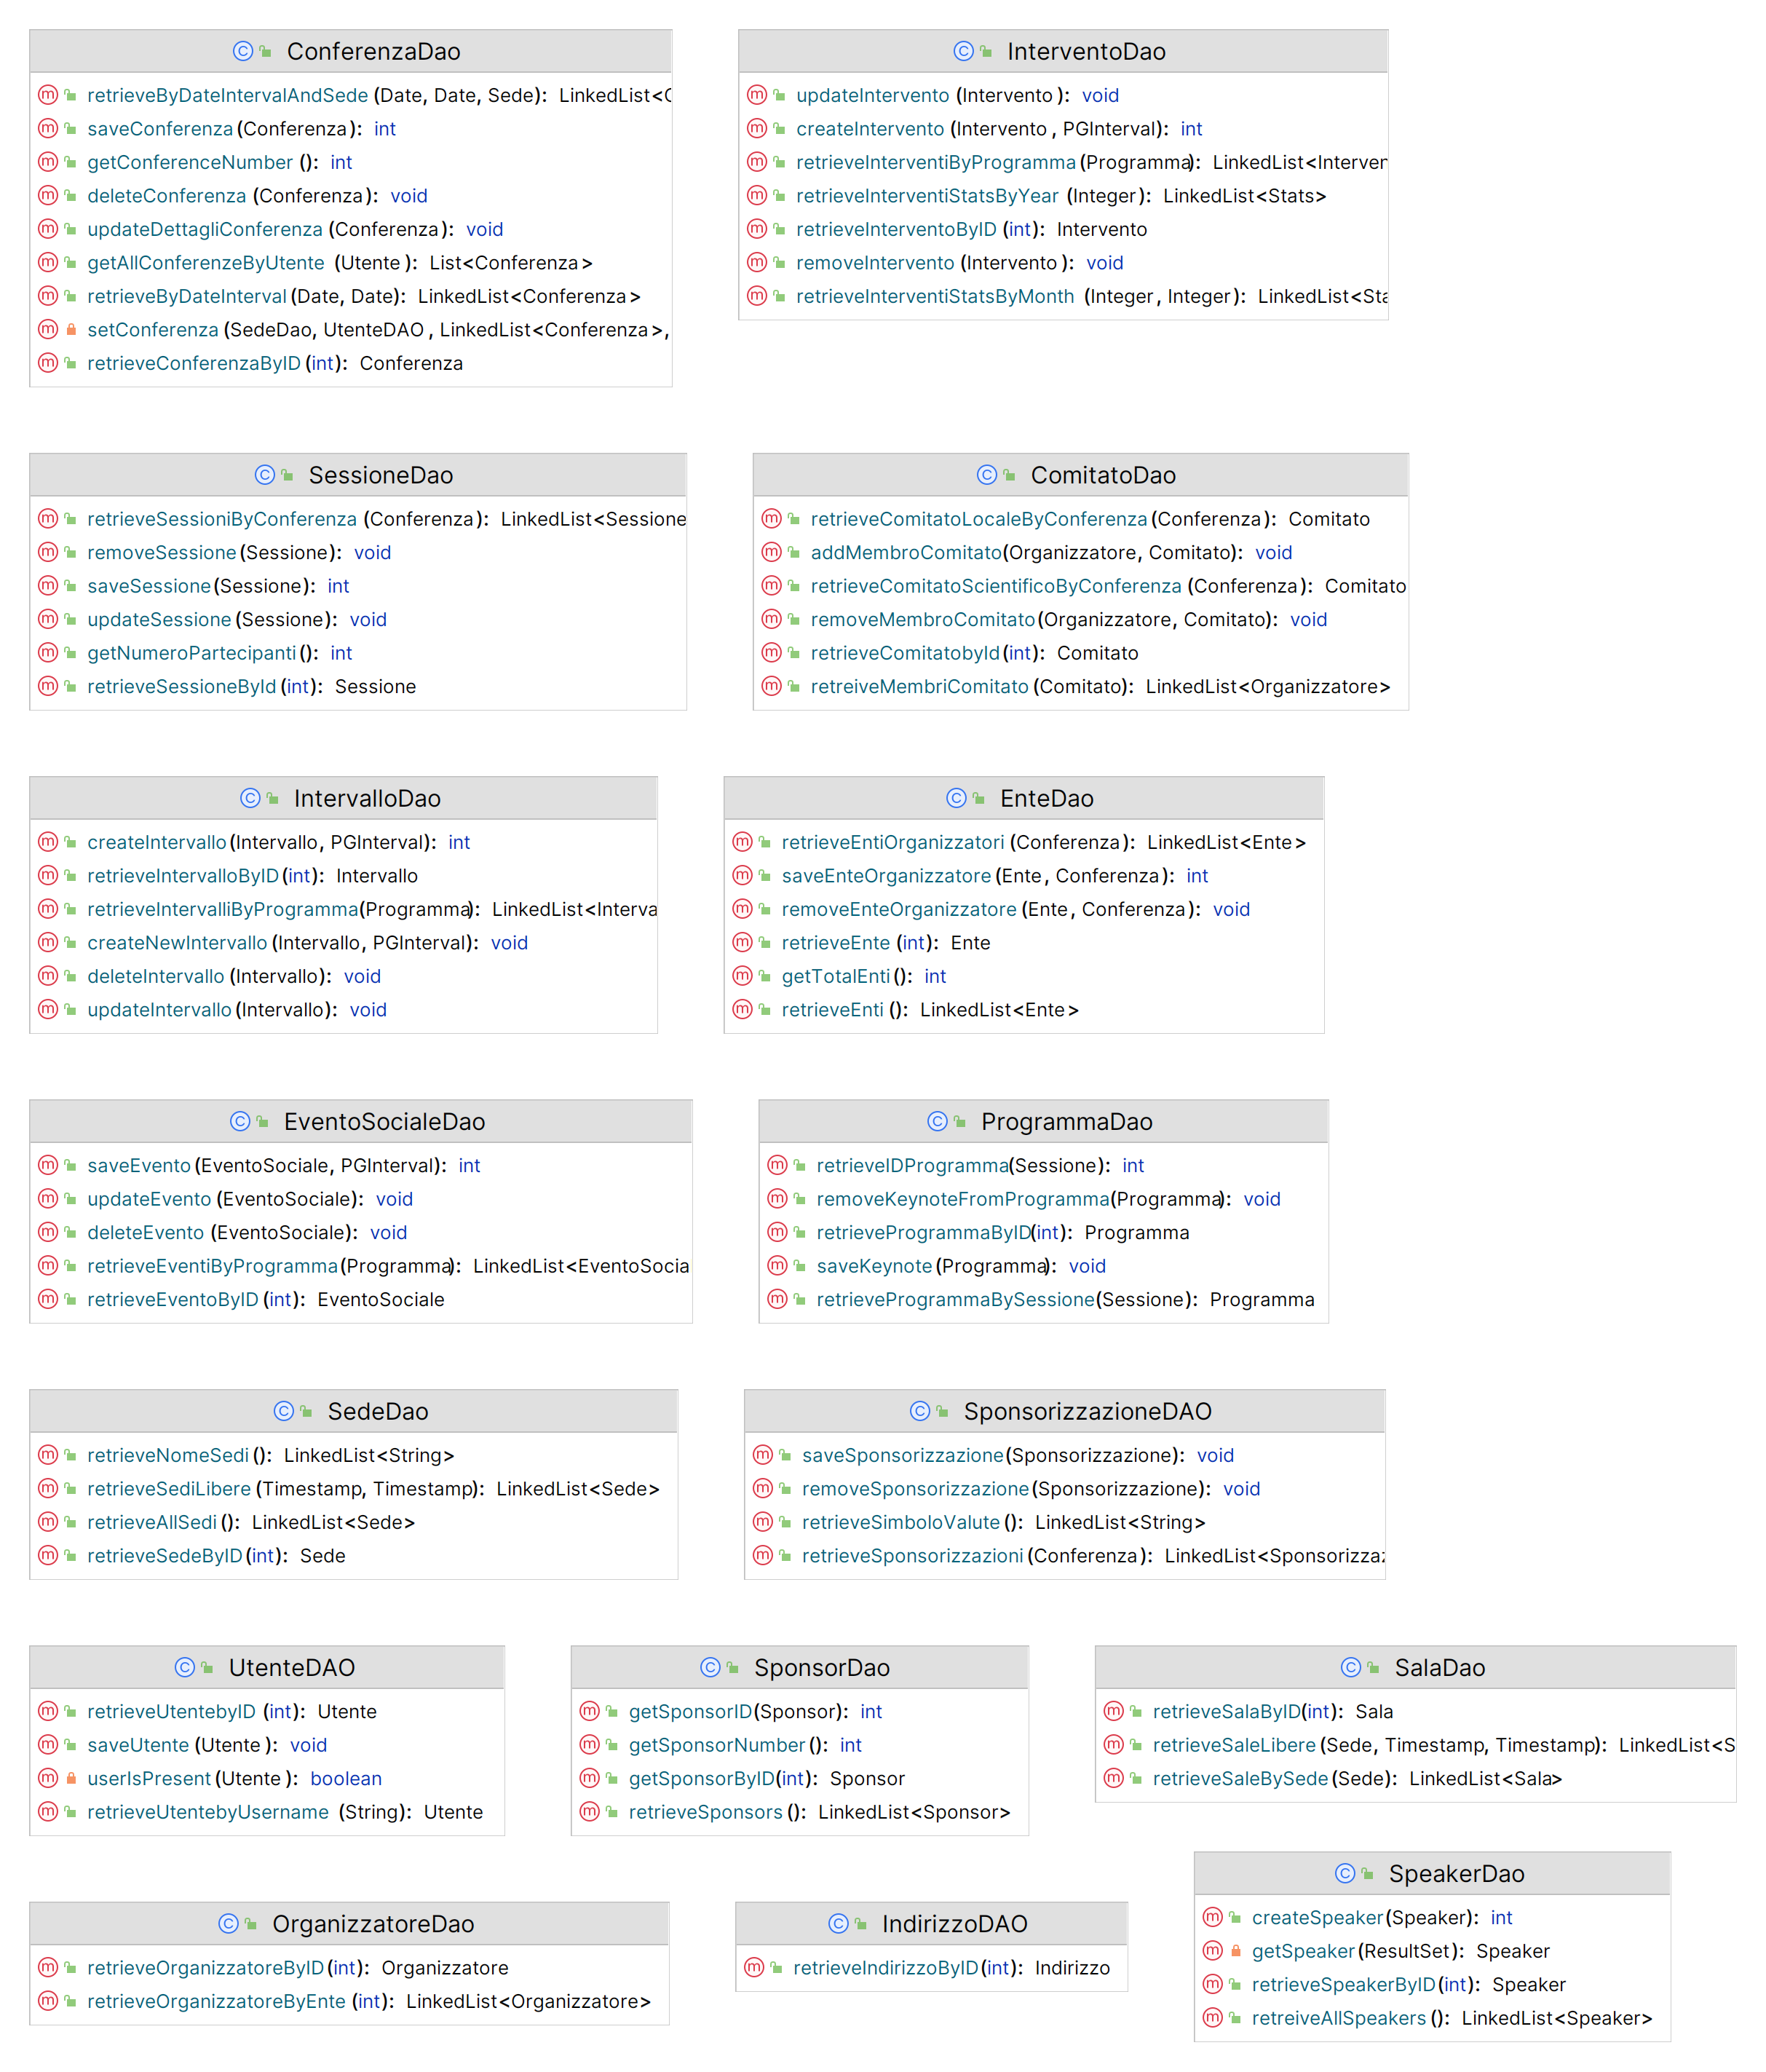 ConferenzaDao
retrieveByDateIntervalAndSede (Date, Date, Sede): LinkedList<C
saveConferenza (Conferenza): int
getConferenceNumber (): int
deleteConferenza (Conferenza): void
updateDettagliConferenza (Conferenza): void
getAllConferenzeByUtente (Utente): List<Conferenza>
retrieveByDateInterval (Date, Date): LinkedList<Conferenza>
setConferenza (SedeDao, UtenteDAO, LinkedList<Conferenza>,
retrieveConferenzaByID (int): Conferenza
InterventoDao
updateIntervento (Intervento): void
createIntervento (Intervento, PGInterval): int
retrieveInterventiByProgramma (Programma): LinkedList<Interven
retrieveInterventiStatsByYear (Integer): LinkedList<Stats>
retrieveInterventoByID (int): Intervento
removeIntervento (Intervento): void
retrieveInterventiStatsByMonth (Integer, Integer): LinkedList<Sta
SessioneDao
retrieveSessioniByConferenza (Conferenza): LinkedList<Sessione
removeSessione (Sessione): void
saveSessione (Sessione): int
updateSessione (Sessione): void
getNumeroPartecipanti (): int
retrieveSessioneById (int): Sessione
ComitatoDao
retrieveComitatoLocaleByConferenza (Conferenza): Comitato
addMembroComitato (Organizzatore, Comitato): void
retrieveComitatoScientificoByConferenza (Conferenza): Comitato
removeMembroComitato (Organizzatore, Comitato): void
retrieveComitatobyId (int): Comitato
retreiveMembriComitato (Comitato): LinkedList<Organizzatore>
IntervalloDao
createIntervallo (Intervallo, PGInterval): int
retrieveIntervalloByID (int): Intervallo
retrieveIntervalliByProgramma (Programma): LinkedList<Interva
createNewIntervallo (Intervallo, PGInterval): void
deleteIntervallo (Intervallo): void
updateIntervallo (Intervallo): void
EnteDao
retrieveEntiOrganizzatori (Conferenza): LinkedList<Ente>
saveEnteOrganizzatore (Ente, Conferenza): int
removeEnteOrganizzatore (Ente, Conferenza): void
retrieveEnte (int): Ente
getTotalEnti (): int
retrieveEnti (): LinkedList<Ente>
EventoSocialeDao
saveEvento (EventoSociale, PGInterval): int
updateEvento (EventoSociale): void
deleteEvento (EventoSociale): void
retrieveEventiByProgramma (Programma): LinkedList<EventoSocia
retrieveEventoByID (int): EventoSociale
ProgrammaDao
retrieveIDProgramma (Sessione): int
removeKeynoteFromProgramma (Programma): void
retrieveProgrammaByID (int): Programma
saveKeynote (Programma): void
retrieveProgrammaBySessione (Sessione): Programma
SedeDao
retrieveNomeSedi (): LinkedList<String>
retrieveSediLibere (Timestamp, Timestamp): LinkedList<Sede>
retrieveAllSedi (): LinkedList<Sede>
retrieveSedeByID (int): Sede
SponsorizzazioneDAO
saveSponsorizzazione (Sponsorizzazione): void
removeSponsorizzazione (Sponsorizzazione): void
retrieveSimboloValute (): LinkedList<String>
retrieveSponsorizzazioni (Conferenza): LinkedList<Sponsorizzaz
UtenteDAO
retrieveUtentebyID (int): Utente
saveUtente (Utente): void
userIsPresent (Utente): boolean
retrieveUtentebyUsername (String): Utente
SponsorDao
getSponsorID (Sponsor): int
getSponsorNumber (): int
getSponsorByID (int): Sponsor
retrieveSponsors (): LinkedList<Sponsor>
SalaDao
retrieveSalaByID (int): Sala
retrieveSaleLibere (Sede, Timestamp, Timestamp): LinkedList<S
retrieveSaleBySede (Sede): LinkedList<Sala>
OrganizzatoreDao
retrieveOrganizzatoreByID (int): Organizzatore
retrieveOrganizzatoreByEnte (int): LinkedList<Organizzatore>
IndirizzoDAO
retrieveIndirizzoByID (int): Indirizzo
SpeakerDao
createSpeaker (Speaker): int
getSpeaker (ResultSet): Speaker
retrieveSpeakerByID (int): Speaker
retreiveAllSpeakers (): LinkedList<Speaker>